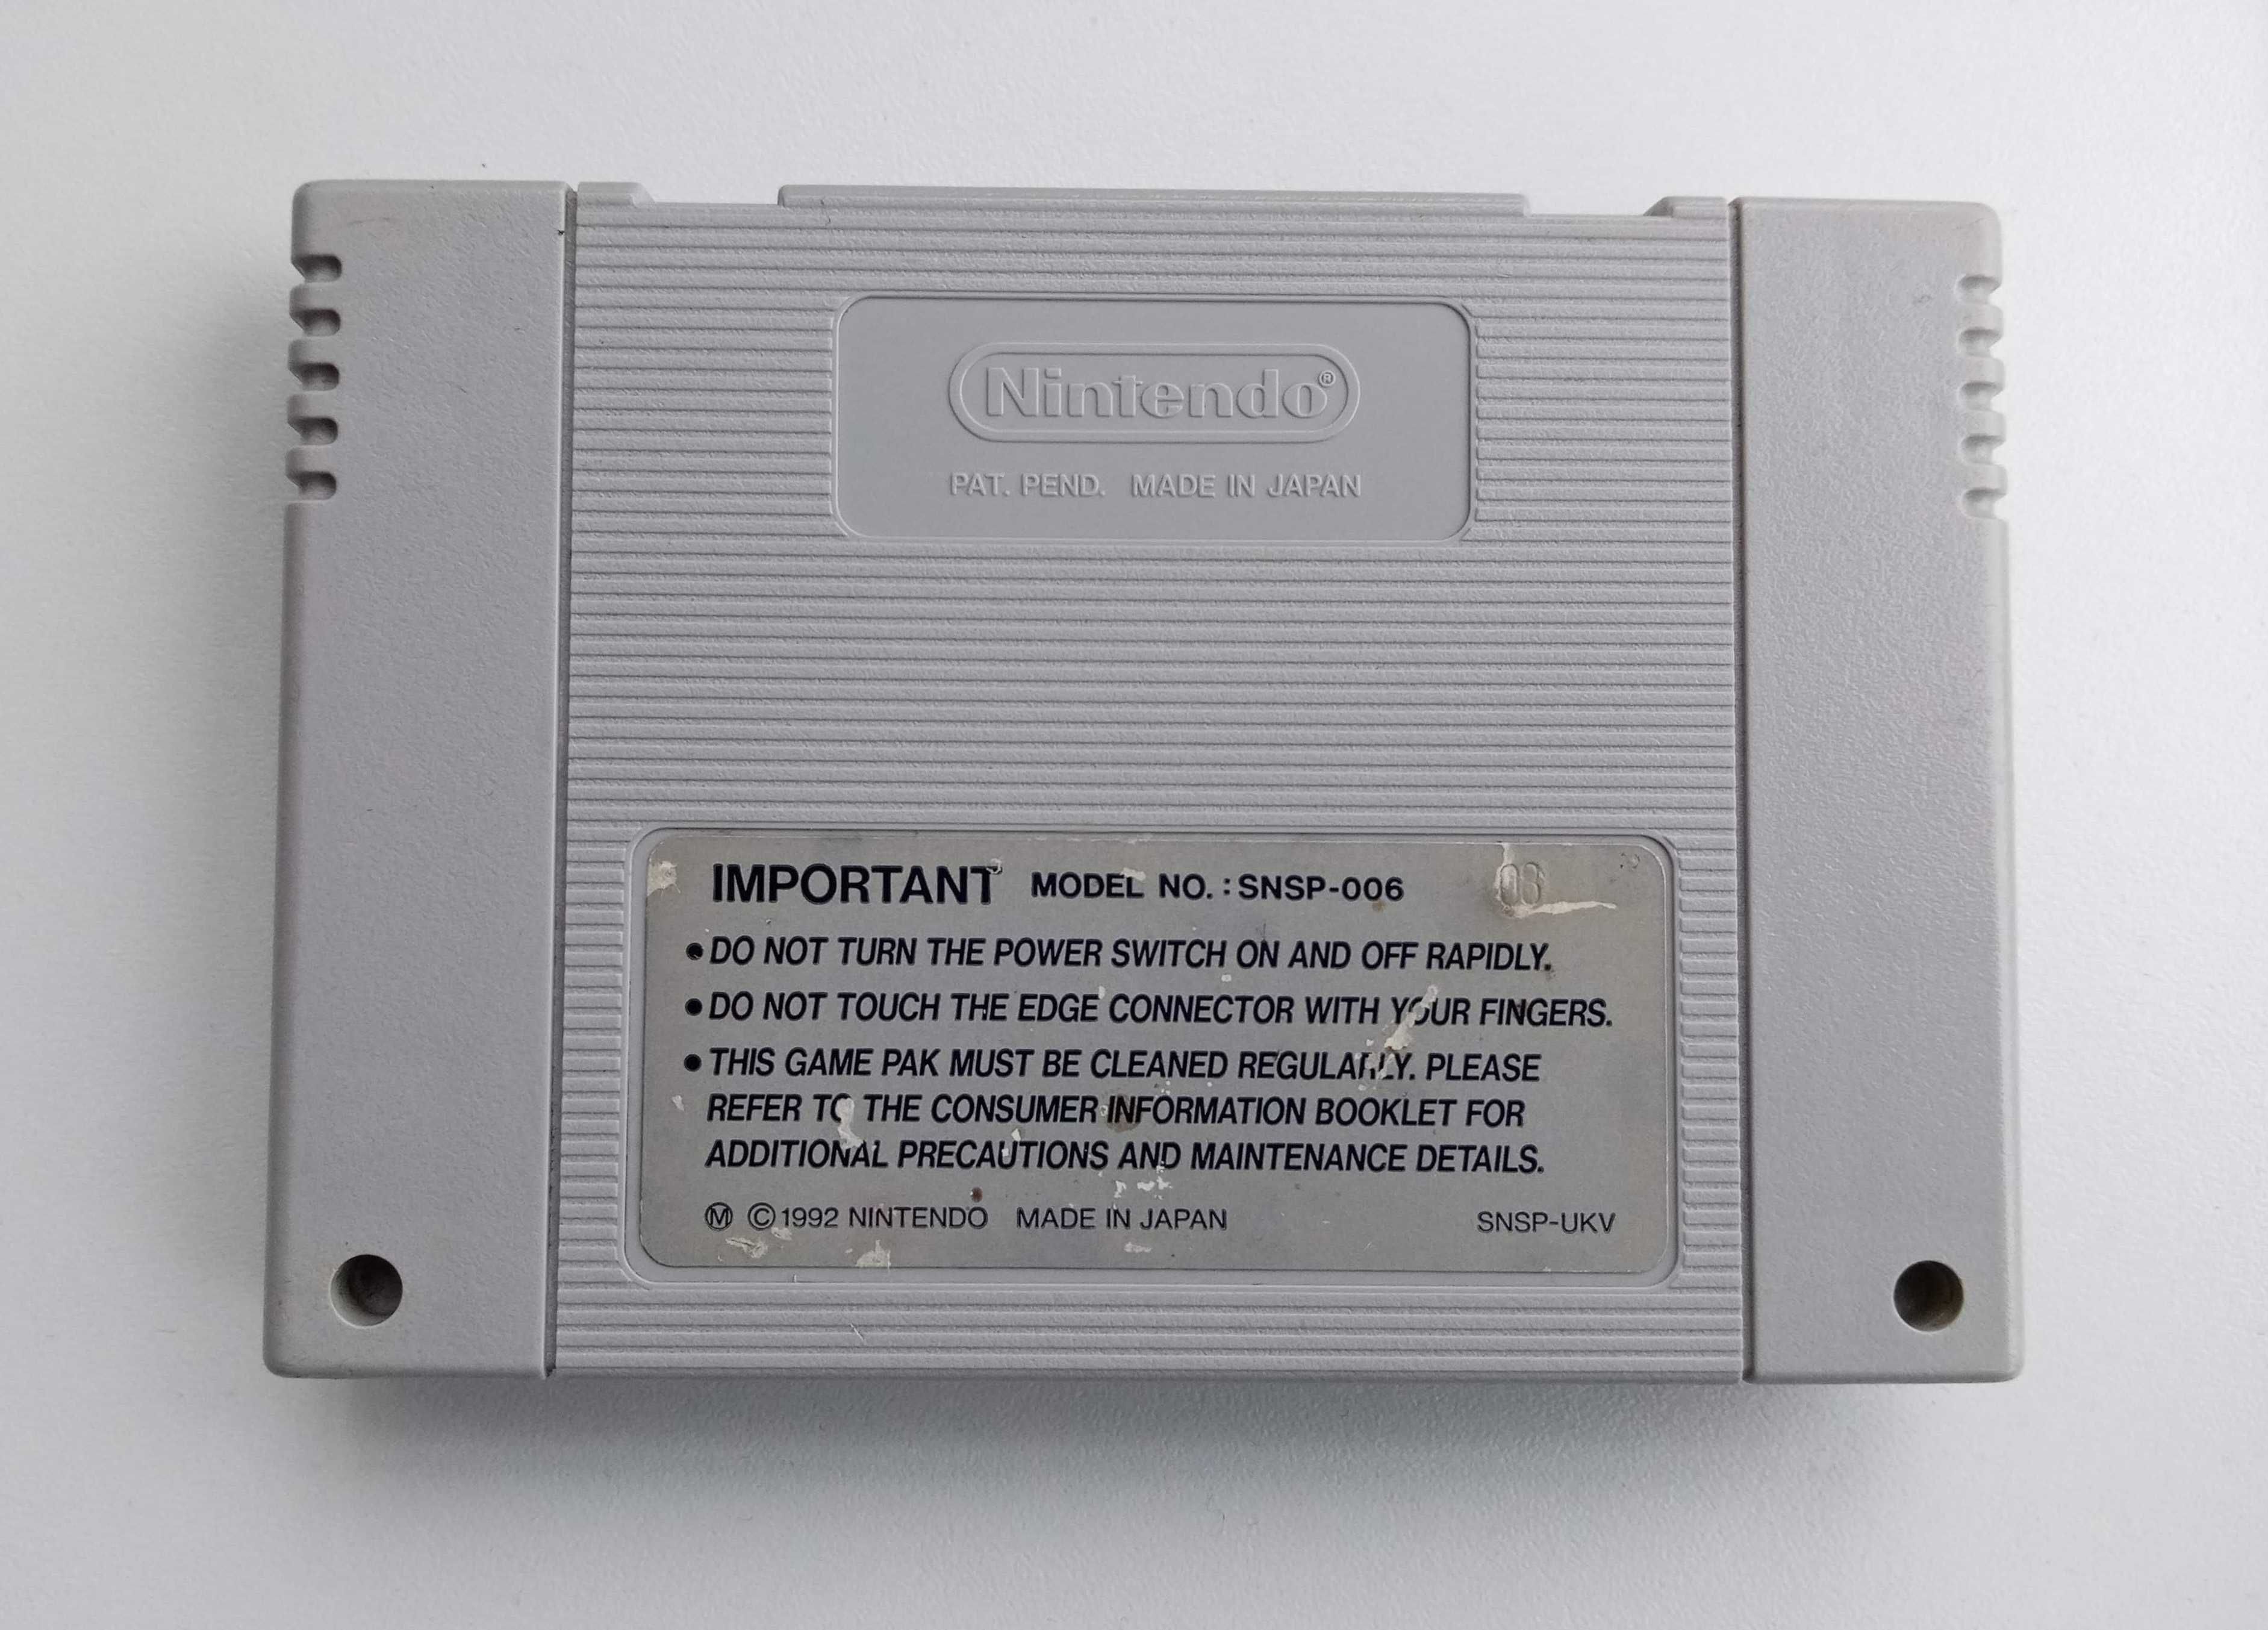 Nintendo®
PAT. PEND. MADE IN JAPAN
IMPORTANT MODEL NO.: SNSP-006 03
• DO NOT TURN THE POWER SWITCH ON AND OFF RAPIDLY.
• DO NOT TOUCH THE EDGE CONNECTOR WITH YOUR FINGERS.
• THIS GAME PAK MUST BE CLEANED REGULARLY. PLEASE
REFER TO THE CONSUMER INFORMATION BOOKLET FOR
ADDITIONAL PRECAUTIONS AND MAINTENANCE DETAILS.
Ⓜ ©1992 NINTENDO MADE IN JAPAN SNSP-UKV